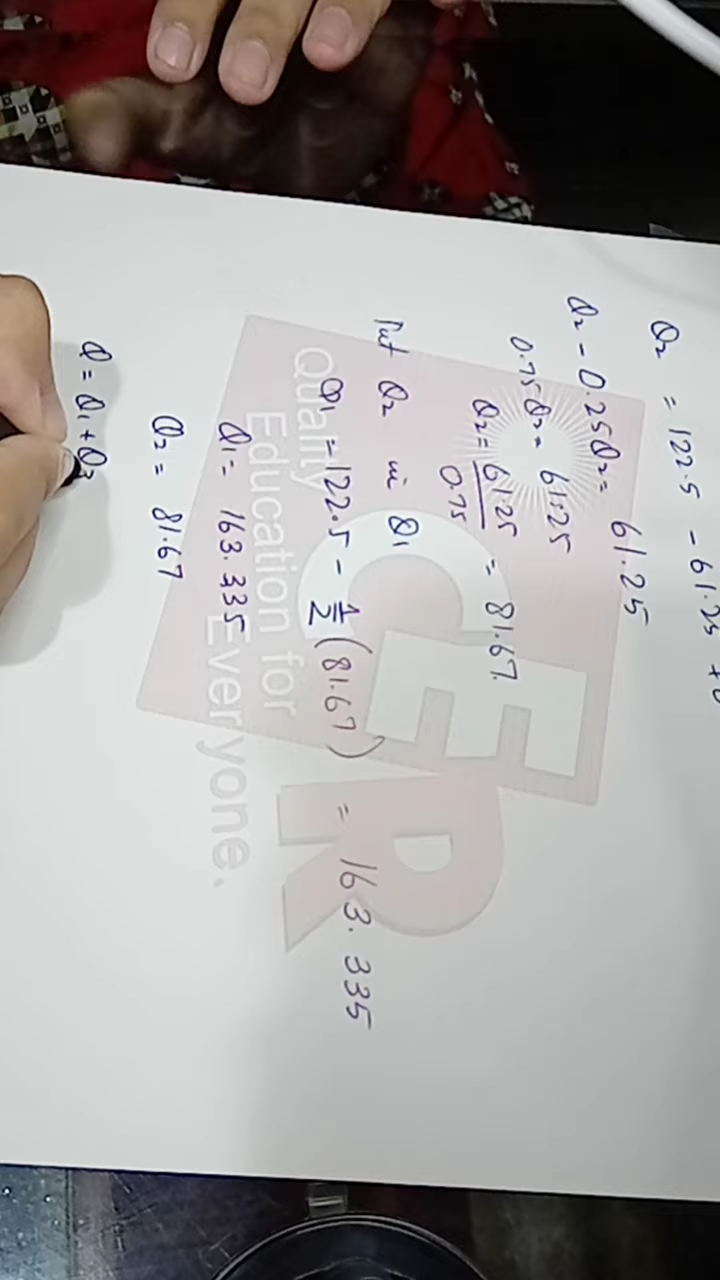 Q₂ = 122.5 - 61.25 +
Q₂ - 0.25Q₂ = 61.25
0.75Q₂ = 61.25
Q₂ = 61.25/0.75 = 81.67.
Put Q₂ in Q₁
Q₁ = 122.5 - 1/2 (81.67) = 163.335
Q₁ = 163.335
Q₂ = 81.67
Q = Q₁ + Q₂
CER
Quality
Education for
Everyone.